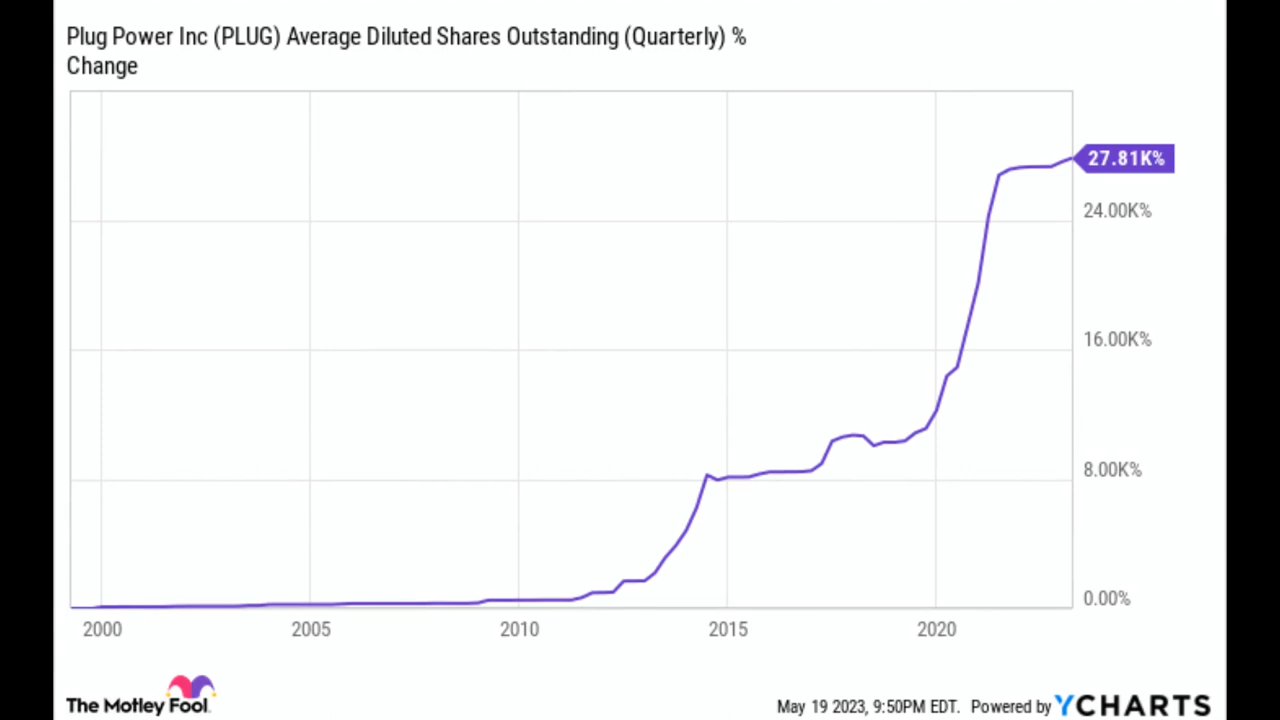 Plug Power Inc (PLUG) Average Diluted Shares Outstanding (Quarterly) %
Change
27.81K%
24.00K%
16.00K%
8.00K%
0.00%
2000 2005 2010 2015 2020
The Motley Fool.
May 19 2023, 9:50PM EDT. Powered by YCHARTS